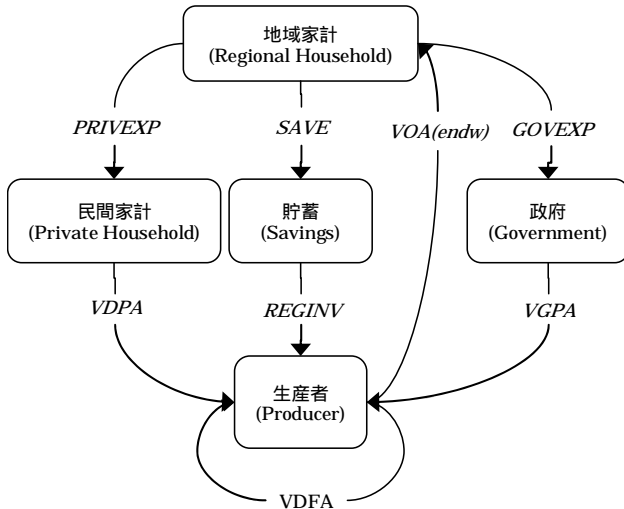 地域家計
(Regional Household)
PRIVEXP
SAVE
VOA(endw)
GOVEXP
民間家計
(Private Household)
貯蓄
(Savings)
政府
(Government)
VDPA
REGINV
VGPA
生産者
(Producer)
VDFA